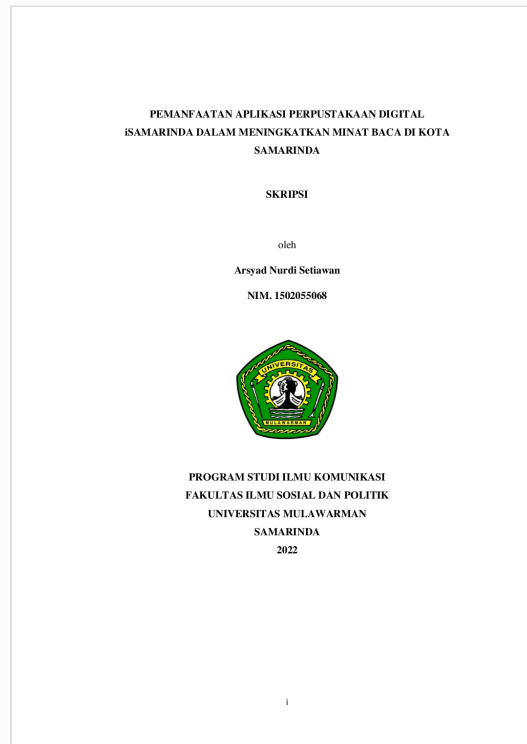 PEMANFAATAN APLIKASI PERPUSTAKAAN DIGITAL
iSAMARINDA DALAM MENINGKATKAN MINAT BACA DI KOTA
SAMARINDA
SKRIPSI
oleh
Arsyad Nurdi Setiawan
NIM. 1502055068
UNIVERSITAS
MULAWARMAN
PROGRAM STUDI ILMU KOMUNIKASI
FAKULTAS ILMU SOSIAL DAN POLITIK
UNIVERSITAS MULAWARMAN
SAMARINDA
2022
i